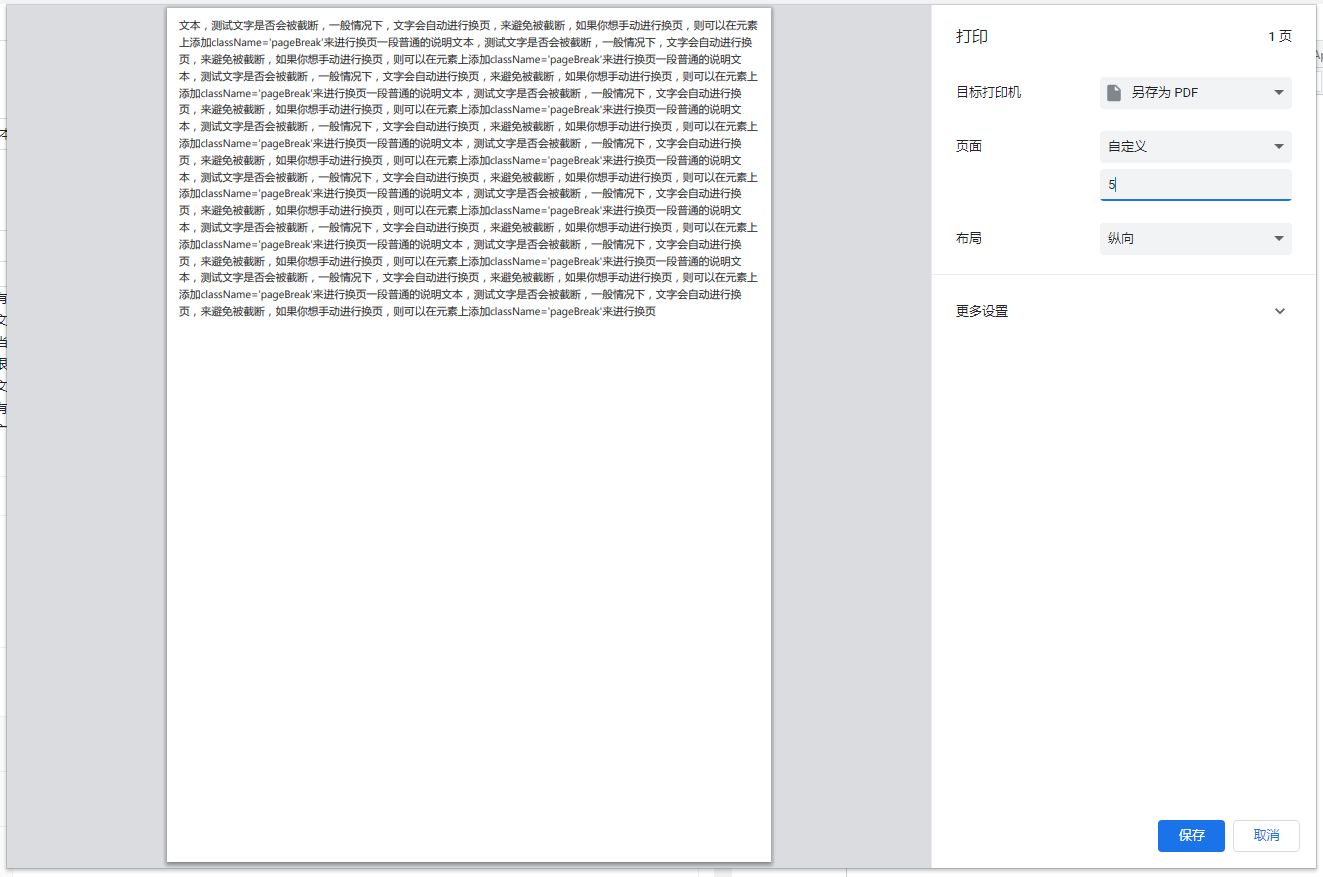 文本，测试文字是否会被截断，一般情况下，文字会自动进行换页，来避免被截断，如果你想手动进行换页，则可以在元素
上添加className='pageBreak'来进行换页一段普通的说明文本，测试文字是否会被截断，一般情况下，文字会自动进行换
页，来避免被截断，如果你想手动进行换页，则可以在元素上添加className='pageBreak'来进行换页一段普通的说明文
本，测试文字是否会被截断，一般情况下，文字会自动进行换页，来避免被截断，如果你想手动进行换页，则可以在元素上
添加className='pageBreak'来进行换页一段普通的说明文本，测试文字是否会被截断，一般情况下，文字会自动进行换
页，来避免被截断，如果你想手动进行换页，则可以在元素上添加className='pageBreak'来进行换页一段普通的说明文
本，测试文字是否会被截断，一般情况下，文字会自动进行换页，来避免被截断，如果你想手动进行换页，则可以在元素上
添加className='pageBreak'来进行换页一段普通的说明文本，测试文字是否会被截断，一般情况下，文字会自动进行换
页，来避免被截断，如果你想手动进行换页，则可以在元素上添加className='pageBreak'来进行换页一段普通的说明文
本，测试文字是否会被截断，一般情况下，文字会自动进行换页，来避免被截断，如果你想手动进行换页，则可以在元素上
添加className='pageBreak'来进行换页一段普通的说明文本，测试文字是否会被截断，一般情况下，文字会自动进行换
页，来避免被截断，如果你想手动进行换页，则可以在元素上添加className='pageBreak'来进行换页一段普通的说明文
本，测试文字是否会被截断，一般情况下，文字会自动进行换页，来避免被截断，如果你想手动进行换页，则可以在元素上
添加className='pageBreak'来进行换页一段普通的说明文本，测试文字是否会被截断，一般情况下，文字会自动进行换
页，来避免被截断，如果你想手动进行换页，则可以在元素上添加className='pageBreak'来进行换页一段普通的说明文
本，测试文字是否会被截断，一般情况下，文字会自动进行换页，来避免被截断，如果你想手动进行换页，则可以在元素上
添加className='pageBreak'来进行换页一段普通的说明文本，测试文字是否会被截断，一般情况下，文字会自动进行换
页，来避免被截断，如果你想手动进行换页，则可以在元素上添加className='pageBreak'来进行换页
打印 1 页
目标打印机 另存为 PDF
页面 自定义
5
布局 纵向
更多设置
保存 取消